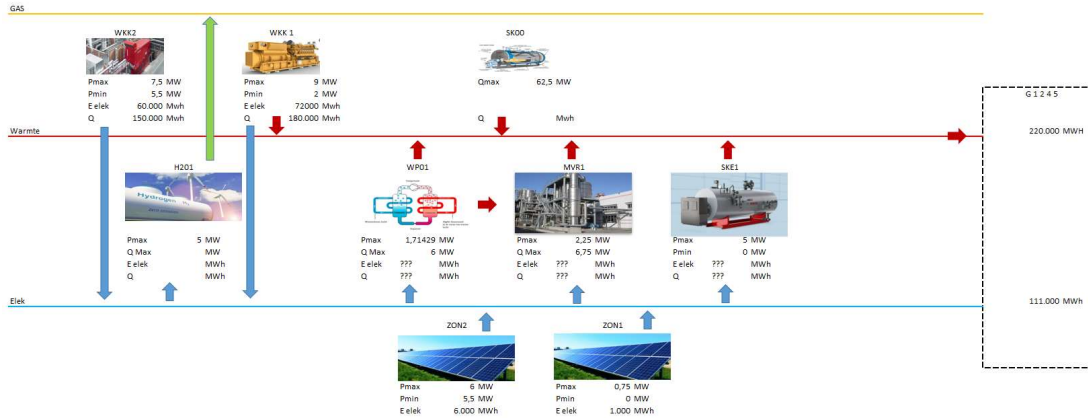 GAS
WKK2
WKK 1
SK00
Pmax 7,5 MW
Pmin 5,5 MW
E elek 60.000 Mwh
Q 150.000 Mwh
Pmax 9 MW
Pmin 2 MW
E elek 72000 Mwh
Q 180.000 Mwh
Qmax 62,5 MW
Q Mwh
G 1 2 4 5
Warmte
220.000 MWH
H201
Hydrogen
WP01
MVR1
SKE1
Pmax 5 MW
Q Max MW
E elek MWh
Q MWh
Pmax 1,71429 MW
Q Max 6 MW
E elek ??? MWh
Q ??? MWh
Pmax 2,25 MW
Q Max 6,75 MW
E elek ??? MWh
Q ??? MWh
Pmax 5 MW
Pmin 0 MW
E elek ??? MWh
Q ??? MWh
Elek
111.000 MWh
ZON2
ZON1
Pmax 6 MW
Pmin 5,5 MW
E elek 6.000 MWh
Pmax 0,75 MW
Pmin 0 MW
E elek 1.000 MWh